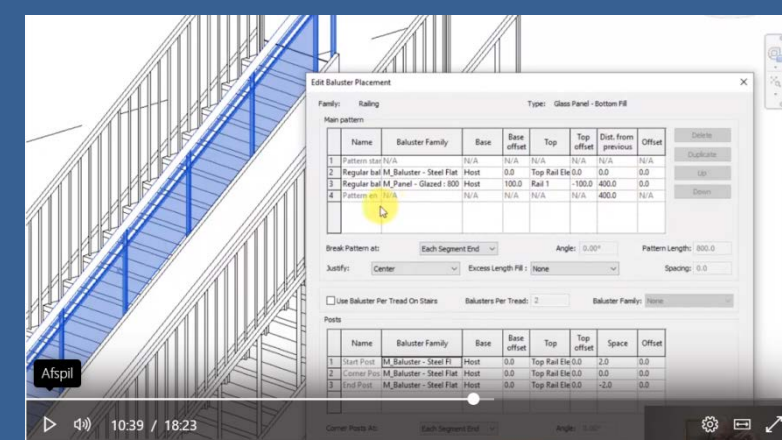 Edit Baluster Placement
Family: Railing Type: Glass Panel - Bottom Fill
Main pattern
Name Baluster Family Base Base offset Top Top offset Dist. from previous Offset
1 Pattern star N/A N/A N/A N/A N/A N/A N/A
2 Regular bal M_Baluster - Steel Flat Host 0.0 Top Rail Ele 0.0 0.0 0.0
3 Regular bal M_Panel - Glazed : 800 Host 100.0 Rail 1 -100.0 400.0 0.0
4 Pattern en N/A N/A N/A N/A N/A 400.0 N/A
Delete
Duplicate
Up
Down
Break Pattern at: Each Segment End Angle: 0.00° Pattern Length: 800.0
Justify: Center Excess Length Fill : None Spacing: 0.0
Use Baluster Per Tread On Stairs Balusters Per Tread: 2 Baluster Family: None
Posts
Name Baluster Family Base Base offset Top Top offset Space Offset
1 Start Post M_Baluster - Steel Fl Host 0.0 Top Rail Ele 0.0 2.0 0.0
2 Corner Pos M_Baluster - Steel Flat Host 0.0 Top Rail Ele 0.0 0.0 0.0
3 End Post M_Baluster - Steel Flat Host 0.0 Top Rail Ele 0.0 -2.0 0.0
Corner Posts At: Each Segment End Angle: 0.00°
Afspil
10:39 / 18:23